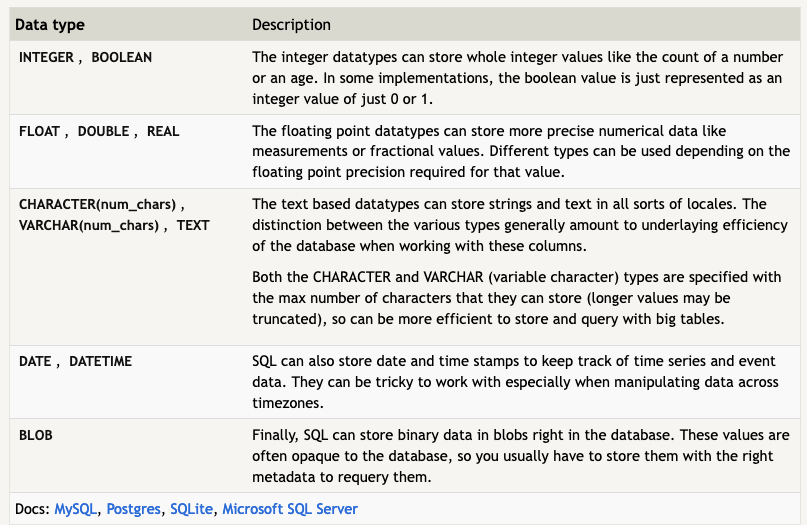 Data type Description
INTEGER , BOOLEAN The integer datatypes can store whole integer values like the count of a number
or an age. In some implementations, the boolean value is just represented as an
integer value of just 0 or 1.
FLOAT , DOUBLE , REAL The floating point datatypes can store more precise numerical data like
measurements or fractional values. Different types can be used depending on the
floating point precision required for that value.
CHARACTER(num_chars) , The text based datatypes can store strings and text in all sorts of locales. The
VARCHAR(num_chars) , TEXT distinction between the various types generally amount to underlaying efficiency
of the database when working with these columns.
Both the CHARACTER and VARCHAR (variable character) types are specified with
the max number of characters that they can store (longer values may be
truncated), so can be more efficient to store and query with big tables.
DATE , DATETIME SQL can also store date and time stamps to keep track of time series and event
data. They can be tricky to work with especially when manipulating data across
timezones.
BLOB Finally, SQL can store binary data in blobs right in the database. These values are
often opaque to the database, so you usually have to store them with the right
metadata to requery them.
Docs: MySQL, Postgres, SQLite, Microsoft SQL Server